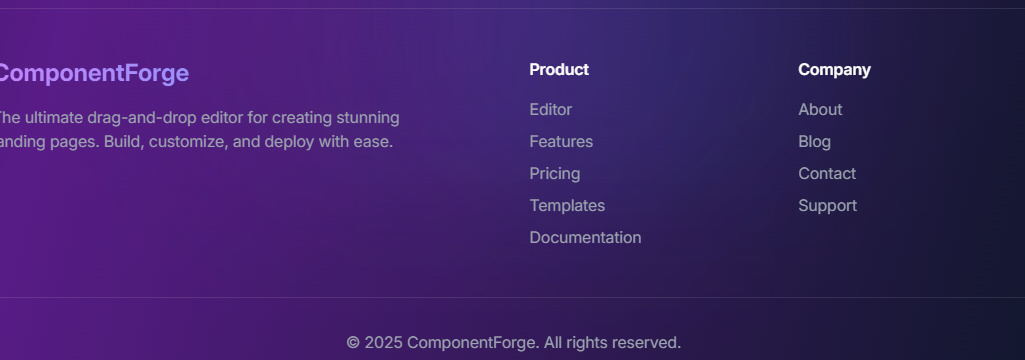 ComponentForge
The ultimate drag-and-drop editor for creating stunning
landing pages. Build, customize, and deploy with ease.
Product
Editor
Features
Pricing
Templates
Documentation
Company
About
Blog
Contact
Support
© 2025 ComponentForge. All rights reserved.